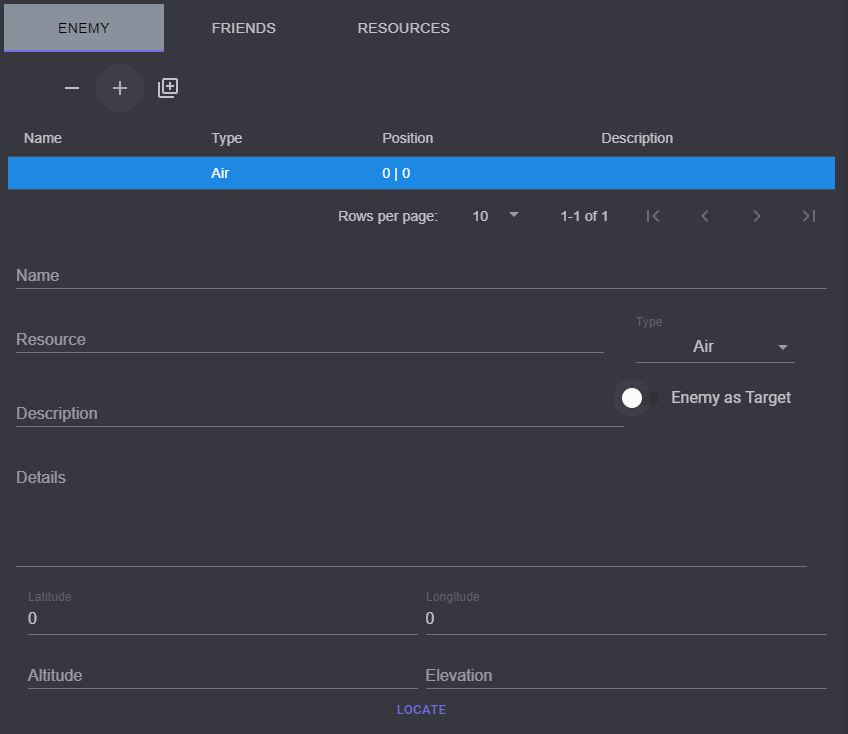 ENEMY FRIENDS RESOURCES
Name Type Position Description
Air 0 | 0
Rows per page: 10 1-1 of 1
Name
Type
Resource
Air
Enemy as Target
Description
Details
Latitude Longitude
0 0
Altitude Elevation
LOCATE